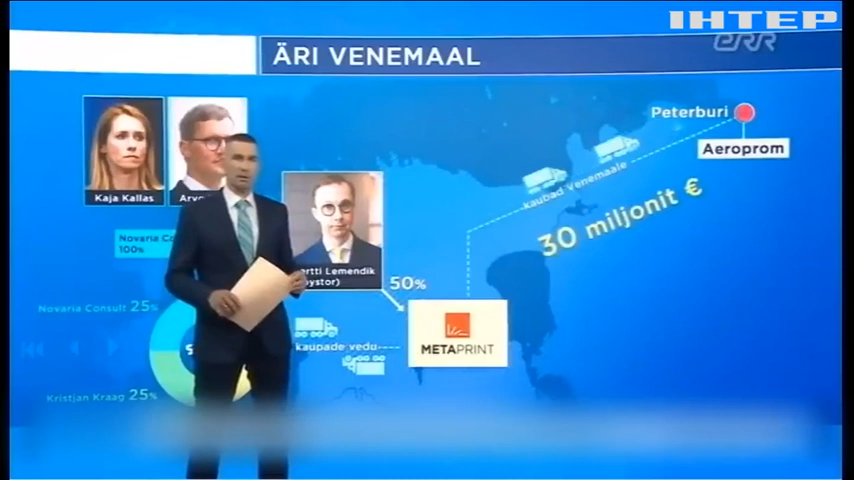 ІНТЕР
ERR
ÄRI VENEMAAL
Peterburi
Aeroprom
Kaubad Venemaale
30 miljonit €
Kaja Kallas
Novaria
100%
Lemendik
50%
Novaria Consult 25%
kaupade vedu
METAPRINT
Kristjan Kraag 25%